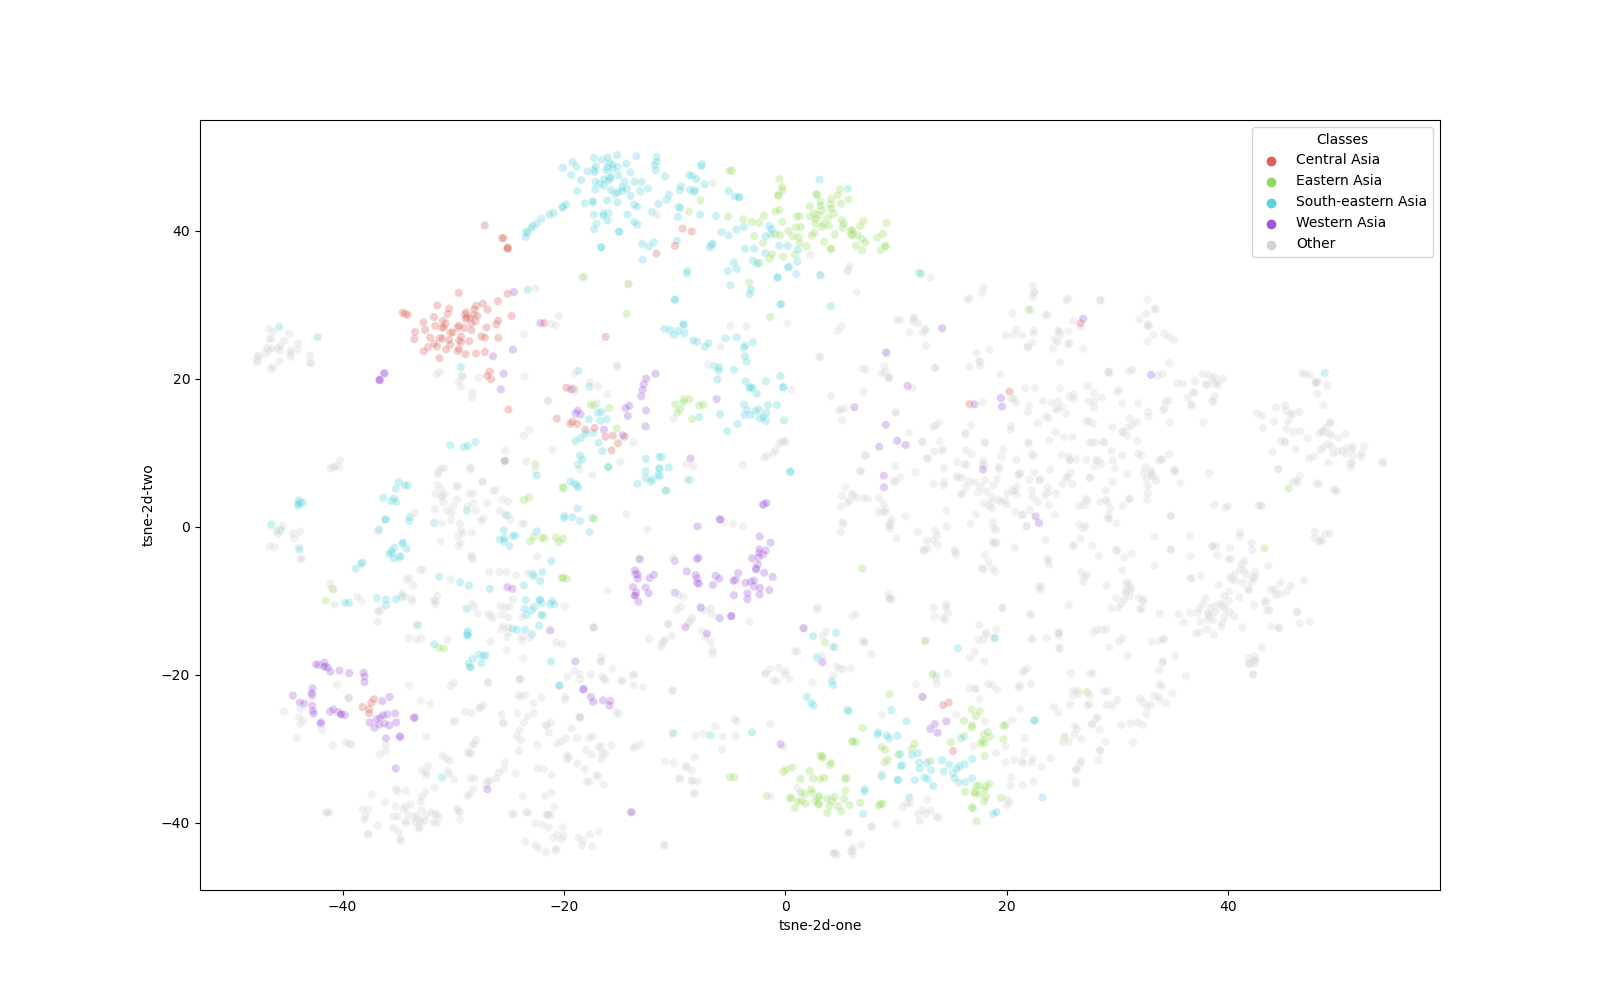 Classes
Central Asia
Eastern Asia
South-eastern Asia
Western Asia
Other
40
20
0
−20
−40
tsne-2d-two
−40
−20
0
20
40
tsne-2d-one